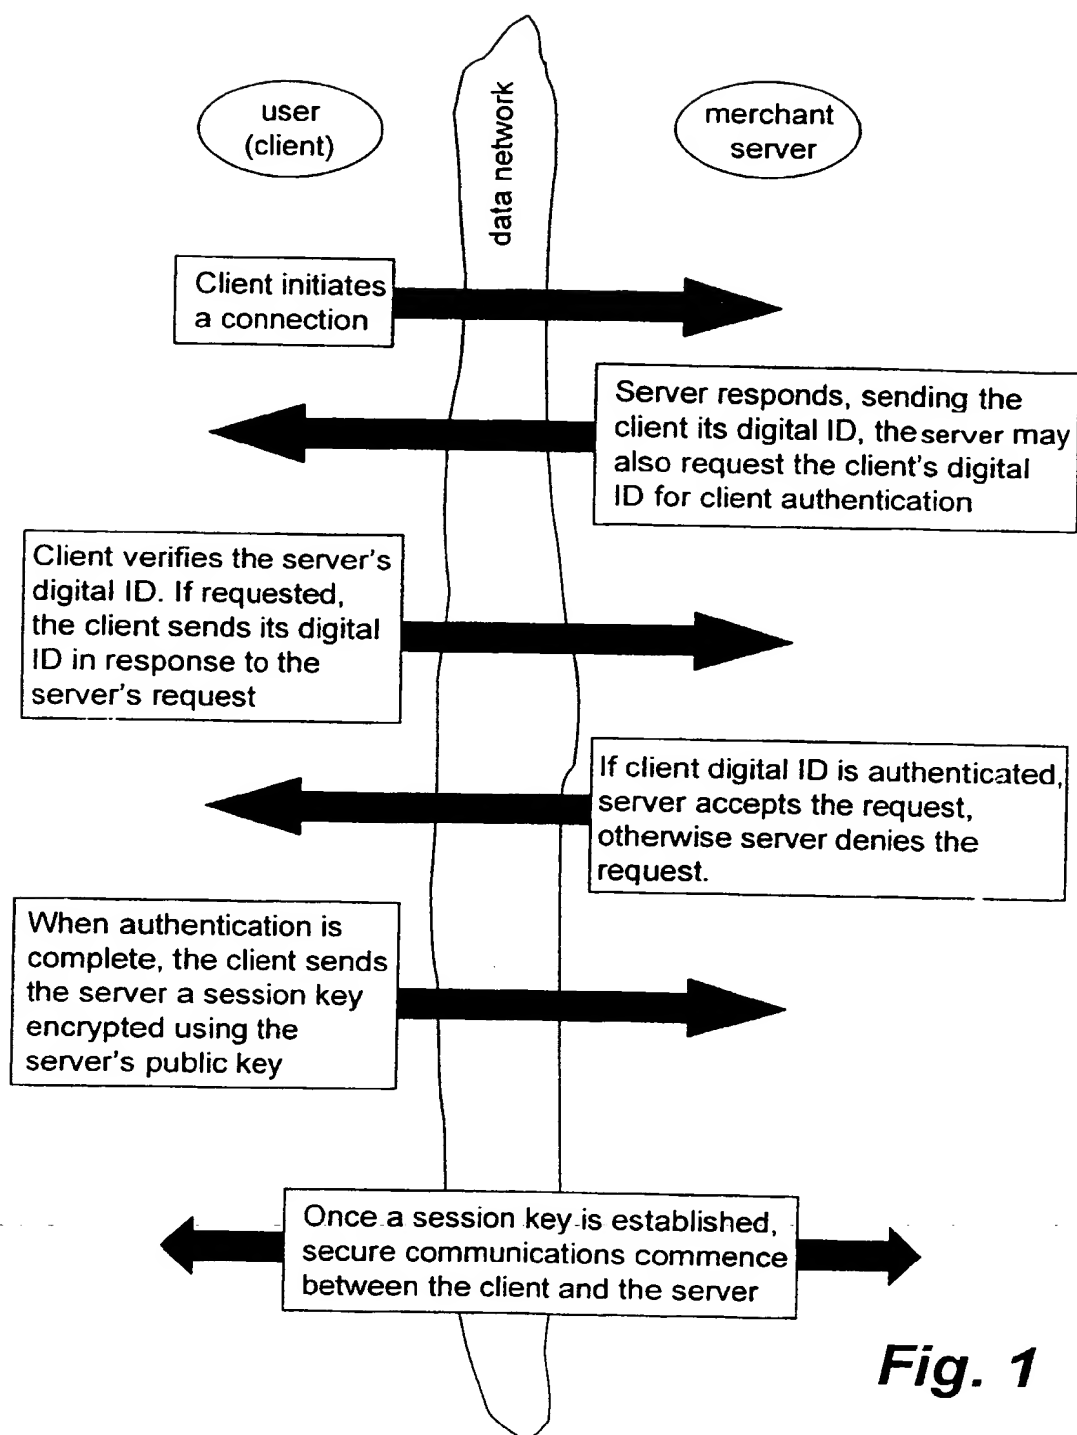 user
(client)
data network
merchant
server
Client initiates
a connection
Server responds, sending the
client its digital ID, the server may
also request the client's digital
ID for client authentication
Client verifies the server's
digital ID. If requested,
the client sends its digital
ID in response to the
server's request
If client digital ID is authenticated,
server accepts the request,
otherwise server denies the
request.
When authentication is
complete, the client sends
the server a session key
encrypted using the
server's public key
Once a session key is established,
secure communications commence
between the client and the server
Fig. 1